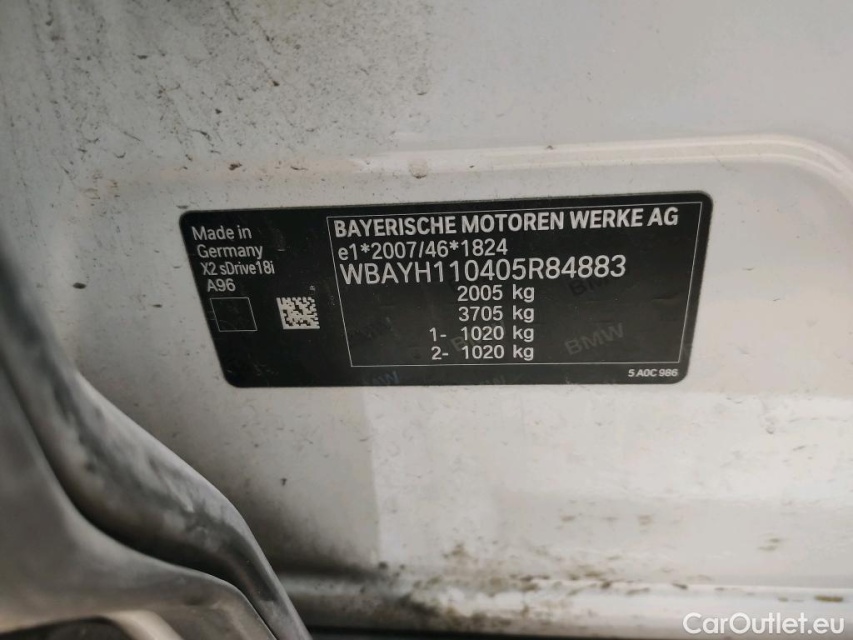 Made in
Germany
X2 sDrive18i
A96
BAYERISCHE MOTOREN WERKE AG
e1*2007/46*1824
WBAYH110405R84883
2005 kg
3705 kg
1- 1020 kg
2- 1020 kg
BMW
5 A0C 986
CarOutlet.eu